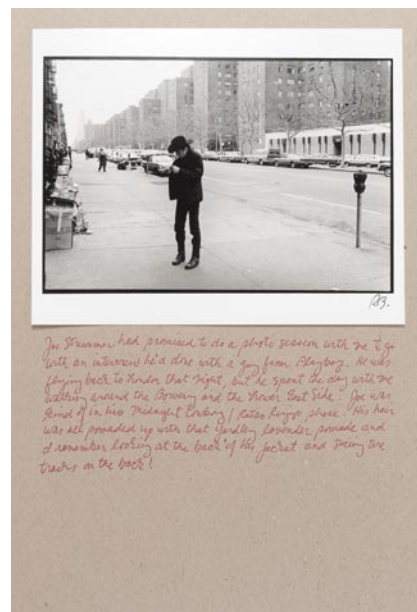 RB.
Joe Strummer had promised to do a photo session with me to go
with an interview he'd done with a guy from Playboy. He was
flying back to London that night, but he spent the day with me
walking around the Bowery and the Lower East Side. Joe was
kind of in his Midnight Cowboy / Ratso Rizzo phase. His hair
was all pomaded up with that Yardley lavender pomade and
I remember looking at the back of his jacket and seeing tire
tracks on the back!